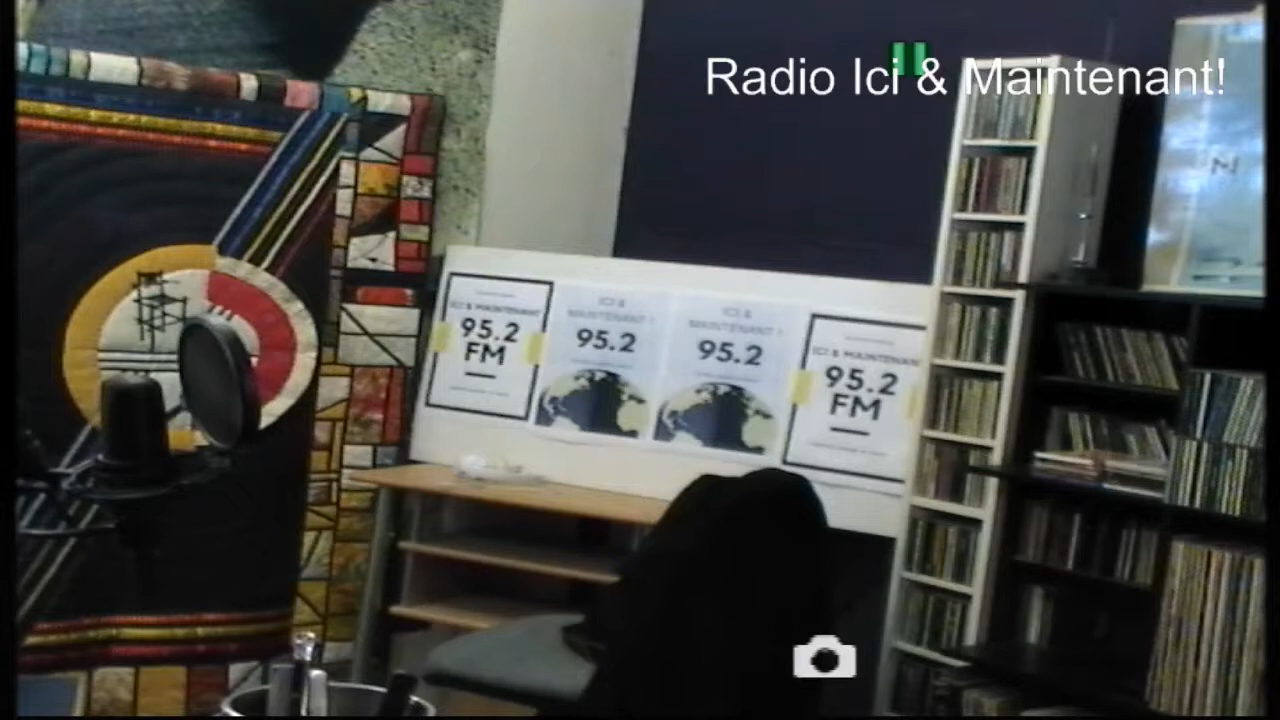 Radio Ici & Maintenant!
ICI & MAINTENANT
95.2
FM
ICI &
MAINTENANT !
95.2
ICI &
MAINTENANT !
95.2
ICI & MAINTENAN
95.2
FM